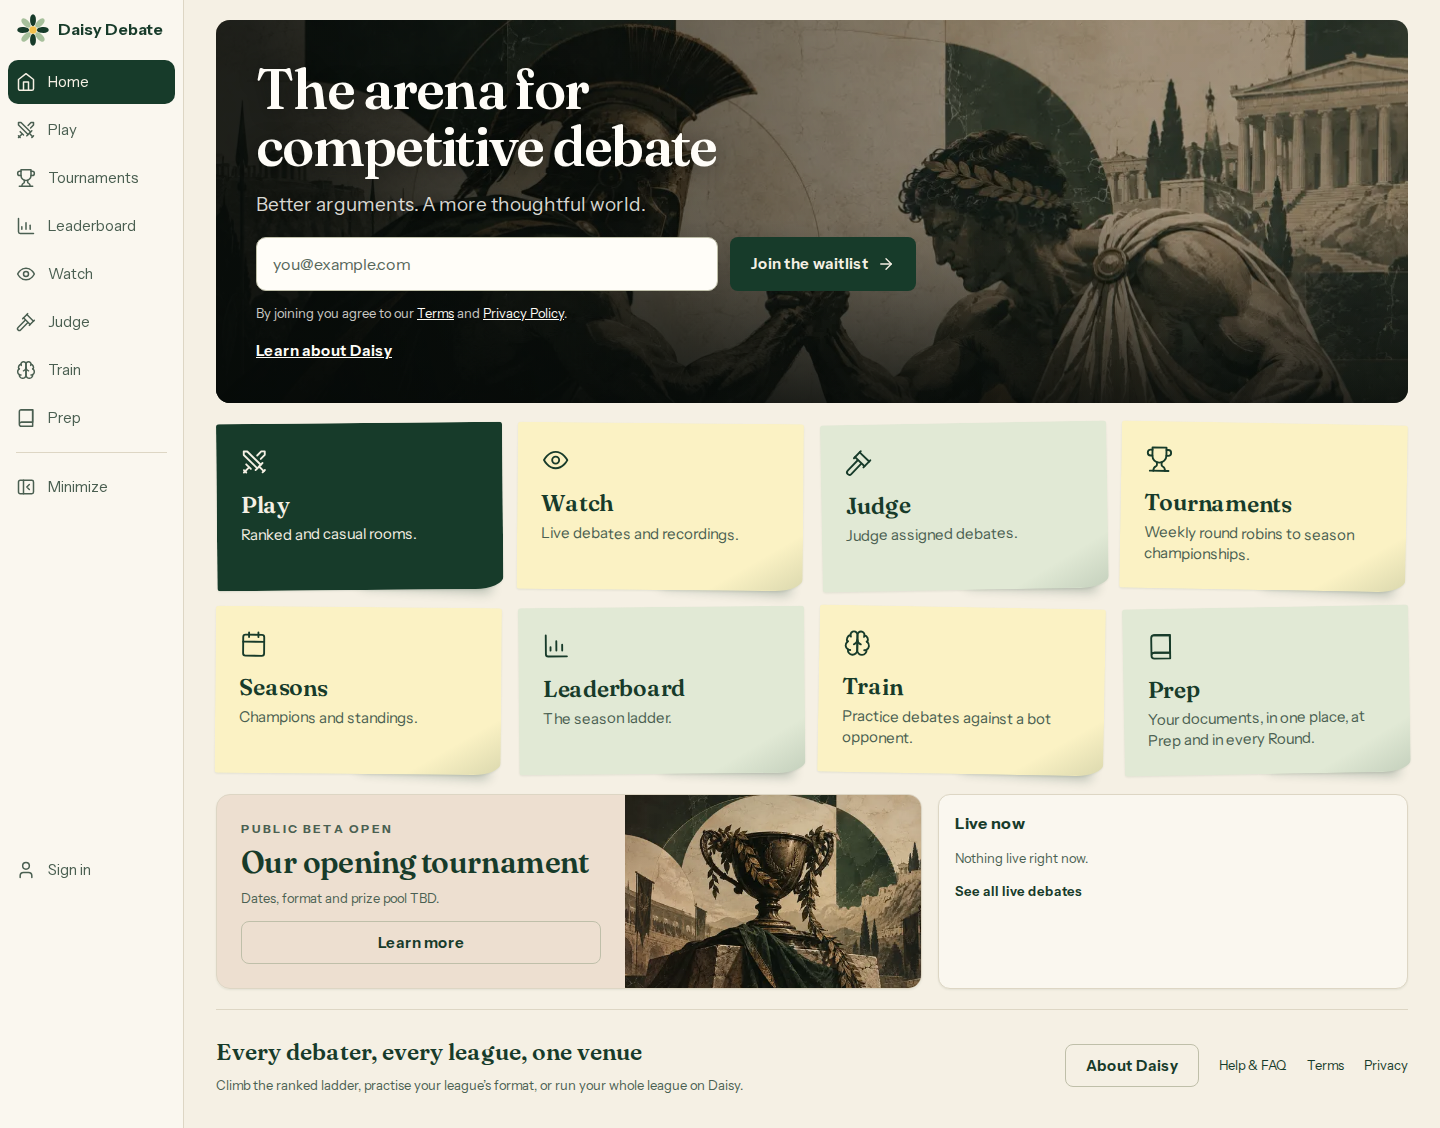 Daisy Debate
Home
Play
Tournaments
Leaderboard
Watch
Judge
Train
Prep
Minimize
Sign in
The arena for
competitive debate
Better arguments. A more thoughtful world.
you@example.com
Join the waitlist
By joining you agree to our Terms and Privacy Policy.
Learn about Daisy
Play
Ranked and casual rooms.
Watch
Live debates and recordings.
Judge
Judge assigned debates.
Tournaments
Weekly round robins to season
championships.
Seasons
Champions and standings.
Leaderboard
The season ladder.
Train
Practice debates against a bot
opponent.
Prep
Your documents, in one place, at
Prep and in every Round.
PUBLIC BETA OPEN
Our opening tournament
Dates, format and prize pool TBD.
Learn more
Live now
Nothing live right now.
See all live debates
Every debater, every league, one venue
Climb the ranked ladder, practise your league's format, or run your whole league on Daisy.
About Daisy
Help & FAQ
Terms
Privacy